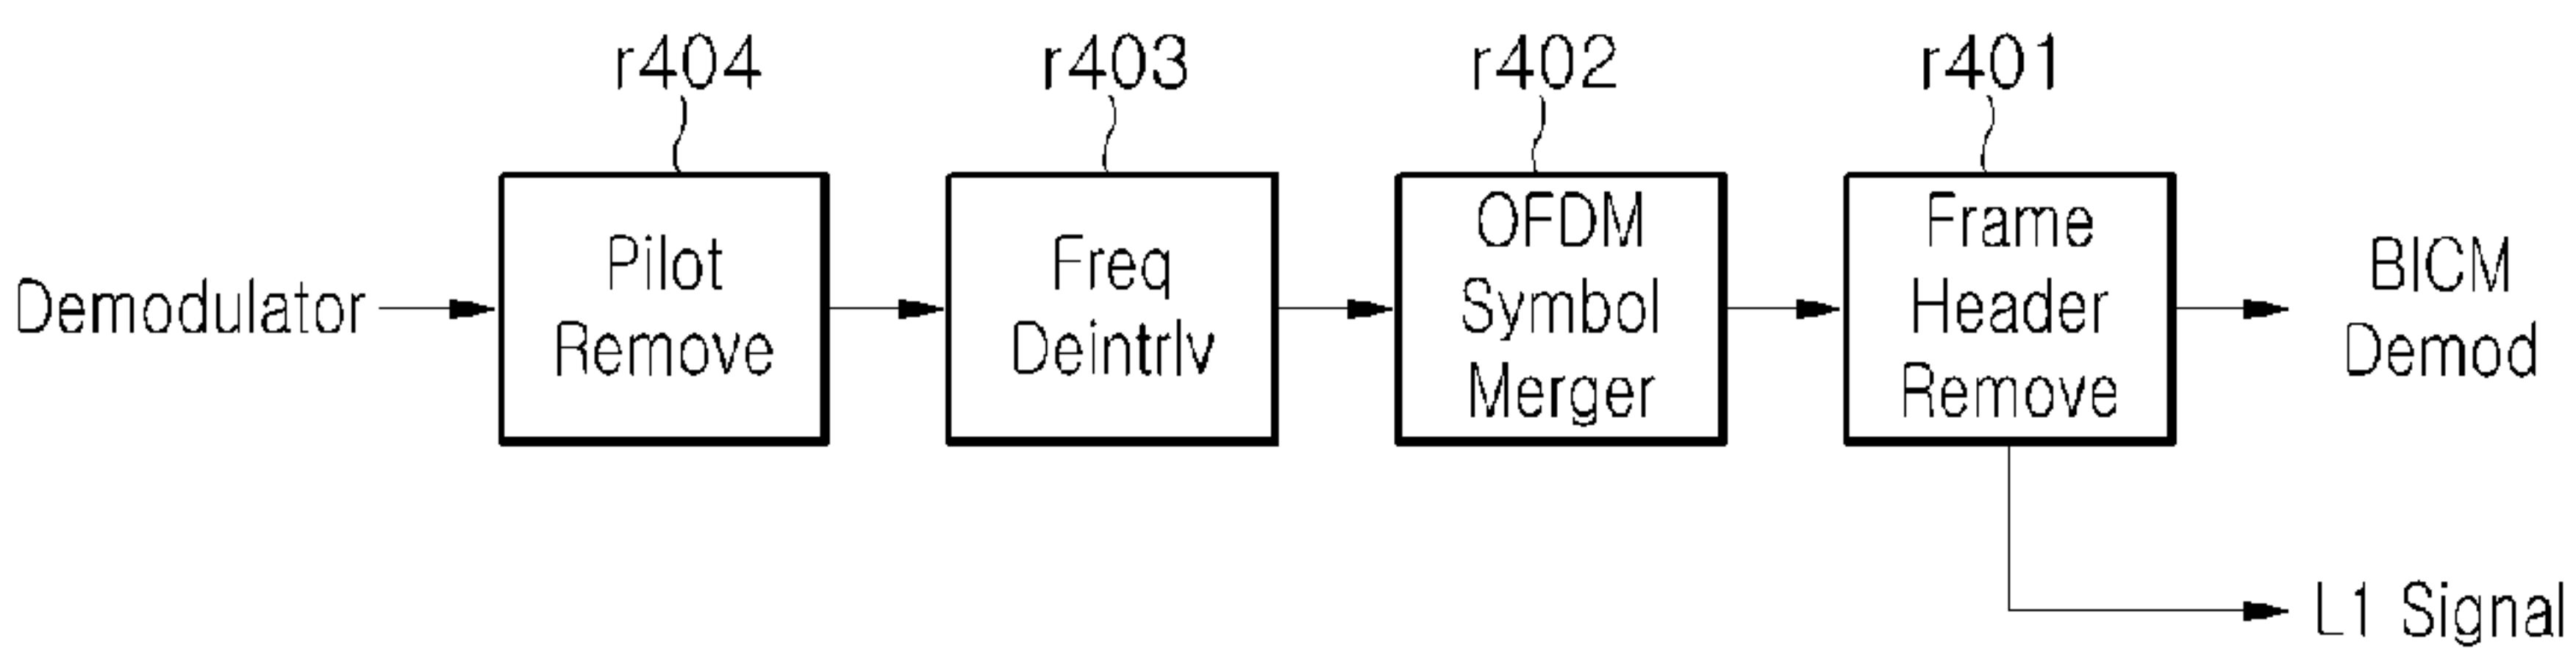 r404
r403
r402
r401
Demodulator
Pilot
Remove
Freq
Deintrlv
OFDM
Symbol
Merger
Frame
Header
Remove
BICM
Demod
L1 Signal